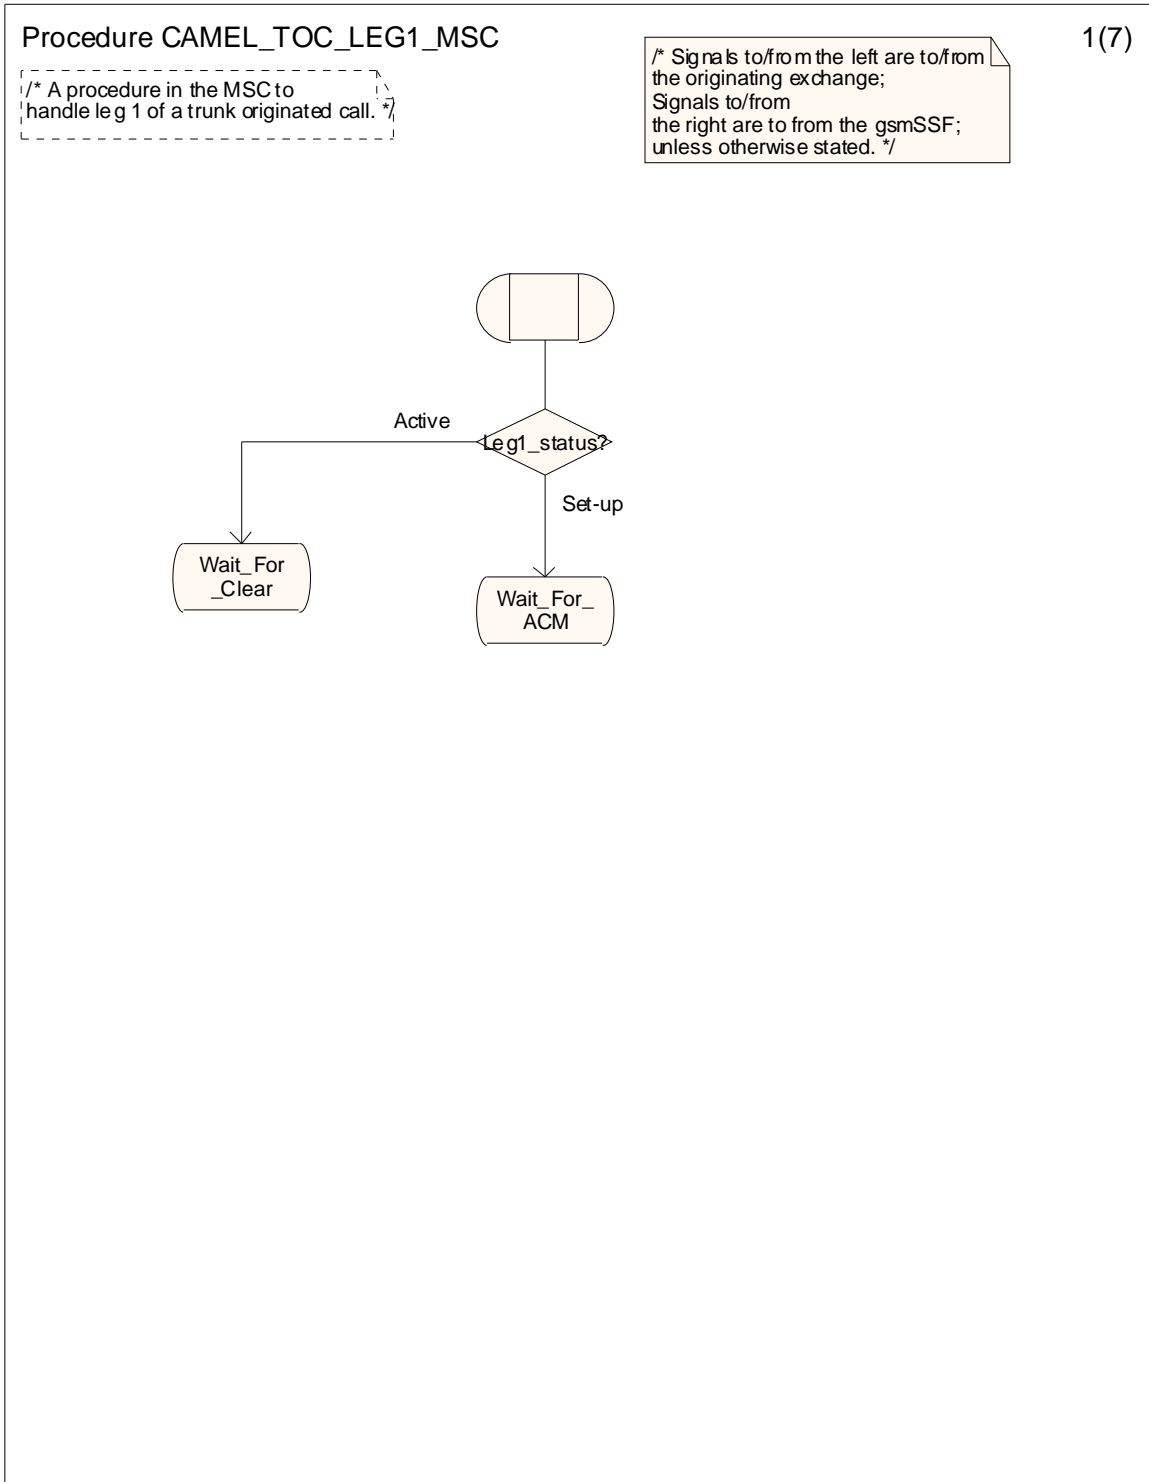 Procedure CAMEL_TOC_LEG1_MSC
1(7)
/* A procedure in the MSC to
handle leg 1 of a trunk originated call. */
/* Signals to/from the left are to/from
the originating exchange;
Signals to/from
the right are to from the gsmSSF;
unless otherwise stated. */
Leg1_status?
Active
Set-up
Wait_For
_Clear
Wait_For_
ACM